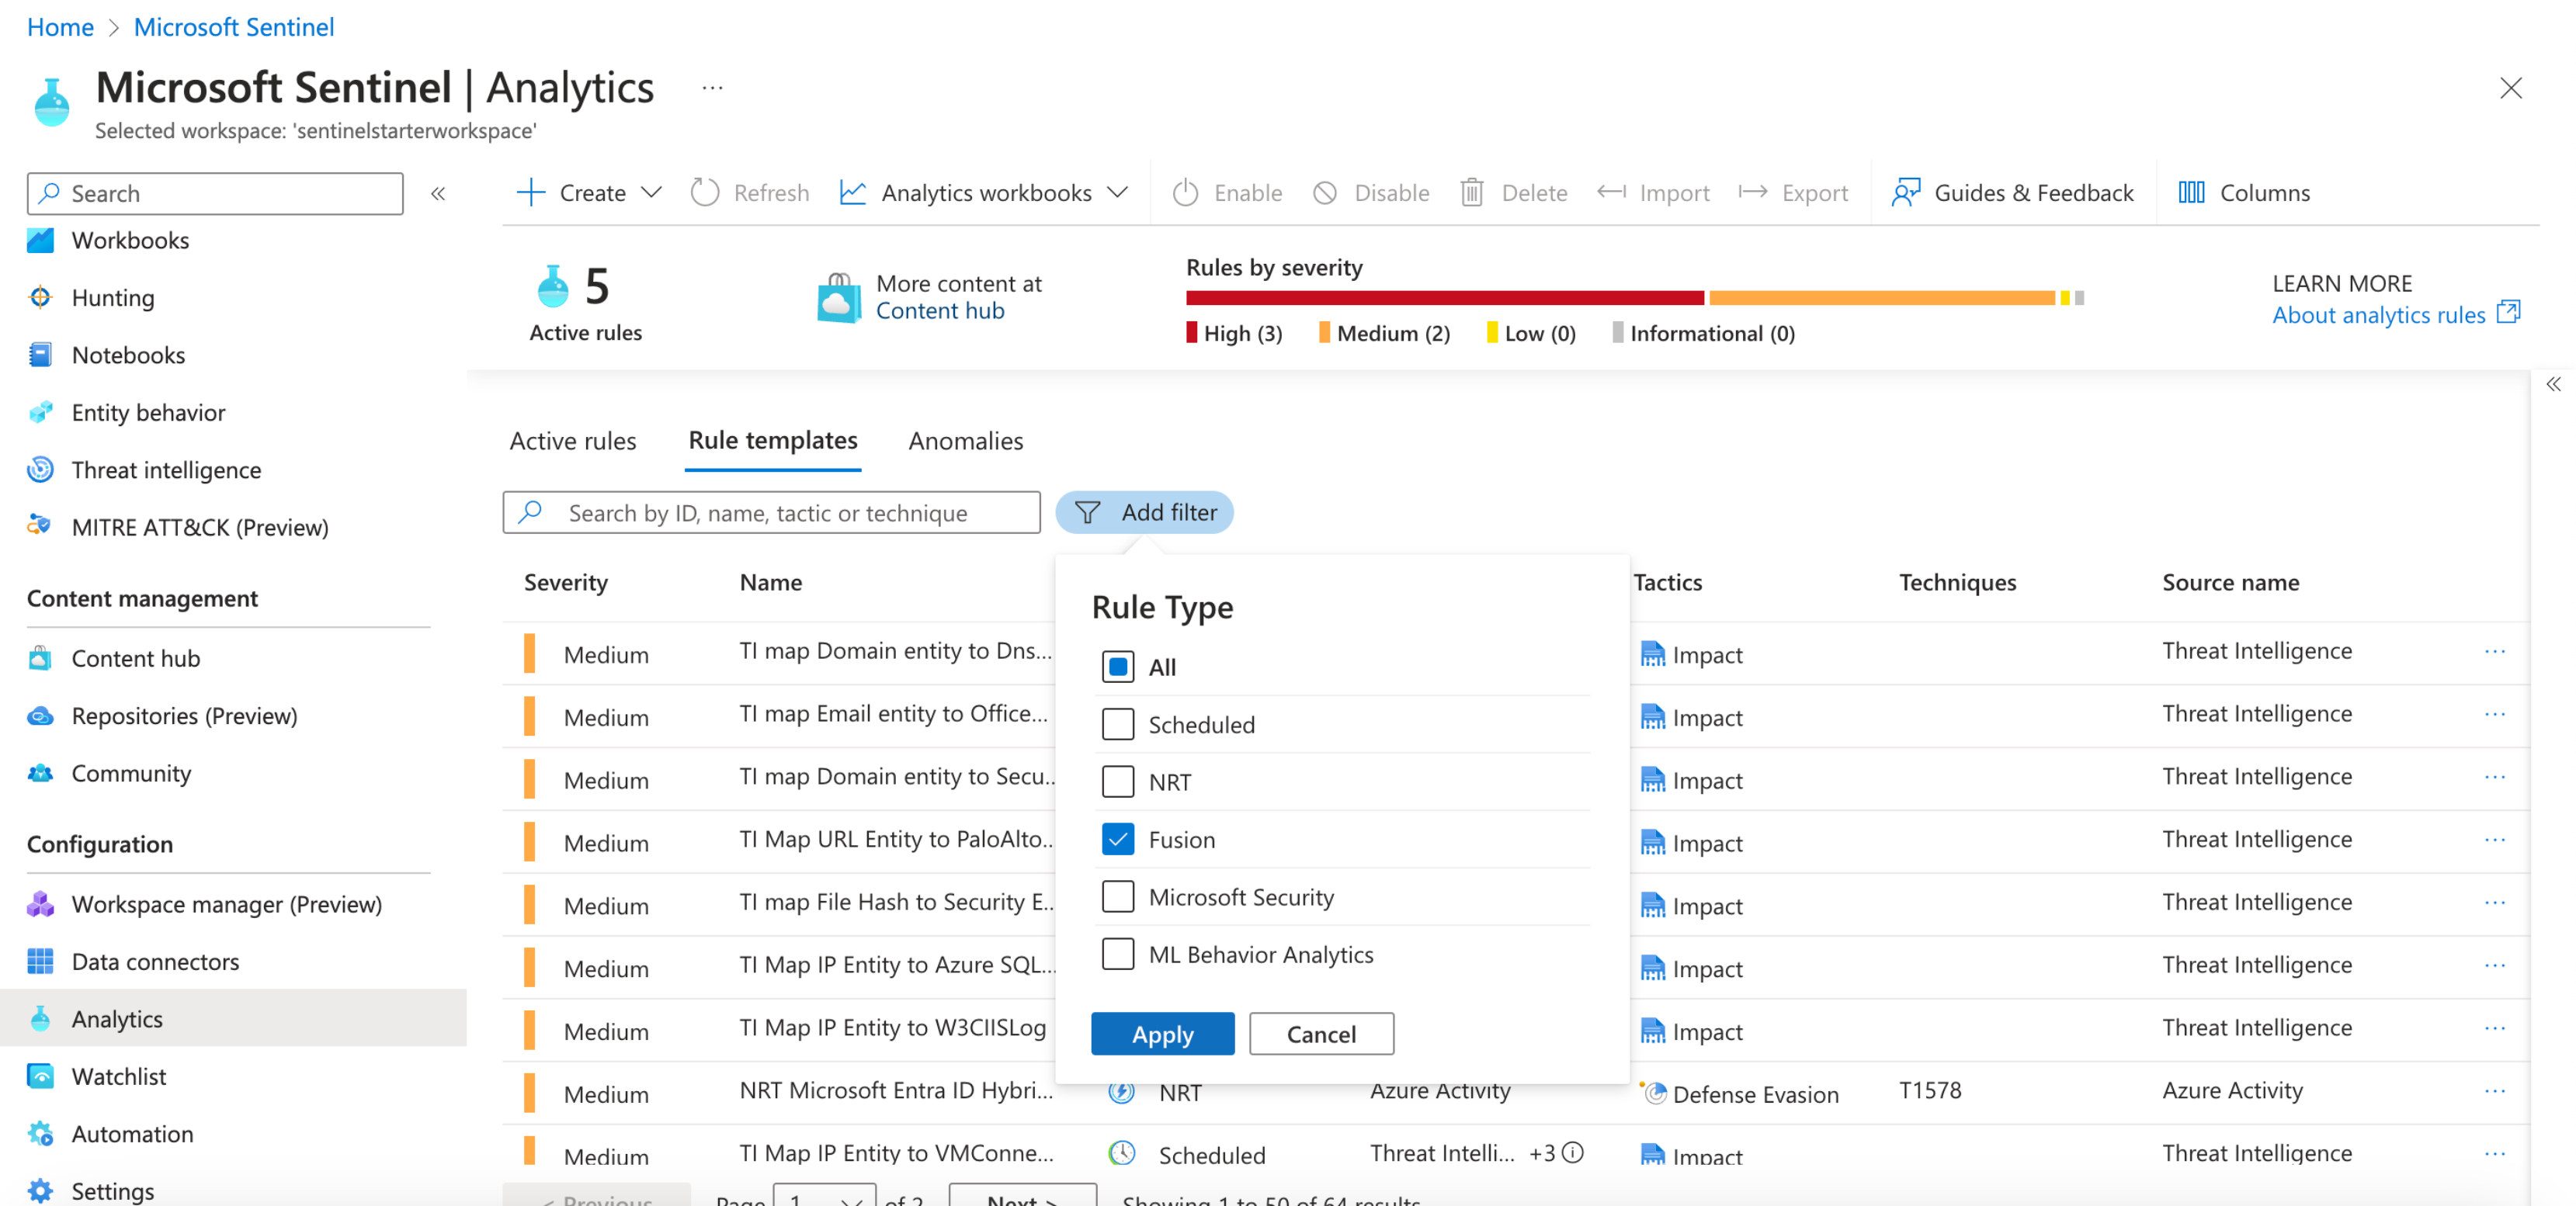 Home > Microsoft Sentinel
Microsoft Sentinel | Analytics ...
Selected workspace: 'sentinelstarterworkspace'
Search «
Create Refresh Analytics workbooks Enable Disable Delete Import Export Guides & Feedback Columns
Workbooks
Hunting
Notebooks
Entity behavior
Threat intelligence
MITRE ATT&CK (Preview)
Content management
Content hub
Repositories (Preview)
Community
Configuration
Workspace manager (Preview)
Data connectors
Analytics
Watchlist
Automation
Settings
5
Active rules
More content at
Content hub
Rules by severity
High (3) Medium (2) Low (0) Informational (0)
LEARN MORE
About analytics rules
«
Active rules Rule templates Anomalies
Search by ID, name, tactic or technique Add filter
Severity Name Tactics Techniques Source name
Medium TI map Domain entity to Dns... Impact Threat Intelligence ...
Medium TI map Email entity to Office... Impact Threat Intelligence ...
Medium TI map Domain entity to Secu... Impact Threat Intelligence ...
Medium TI Map URL Entity to PaloAlto... Impact Threat Intelligence ...
Medium TI map File Hash to Security E... Impact Threat Intelligence ...
Medium TI Map IP Entity to Azure SQL... Impact Threat Intelligence ...
Medium TI Map IP Entity to W3CIISLog Impact Threat Intelligence ...
Medium NRT Microsoft Entra ID Hybri... NRT Azure Activity Defense Evasion T1578 Azure Activity ...
Medium TI Map IP Entity to VMConne... Scheduled Threat Intelli... +3 Impact Threat Intelligence ...
Rule Type
All
Scheduled
NRT
Fusion
Microsoft Security
ML Behavior Analytics
Apply Cancel
< Previous Page 1 of 2 Next > Showing 1 to 50 of 64 results.